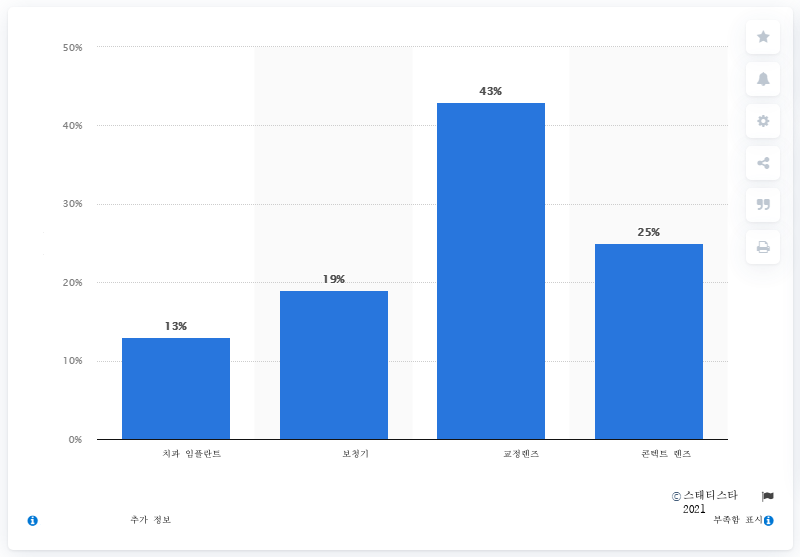 50%
40%
30%
20%
10%
0%
13%
19%
43%
25%
치과 임플란트
보청기
교정렌즈
콘택트 렌즈
© 스태티스타
2021
추가 정보
부족함 표시